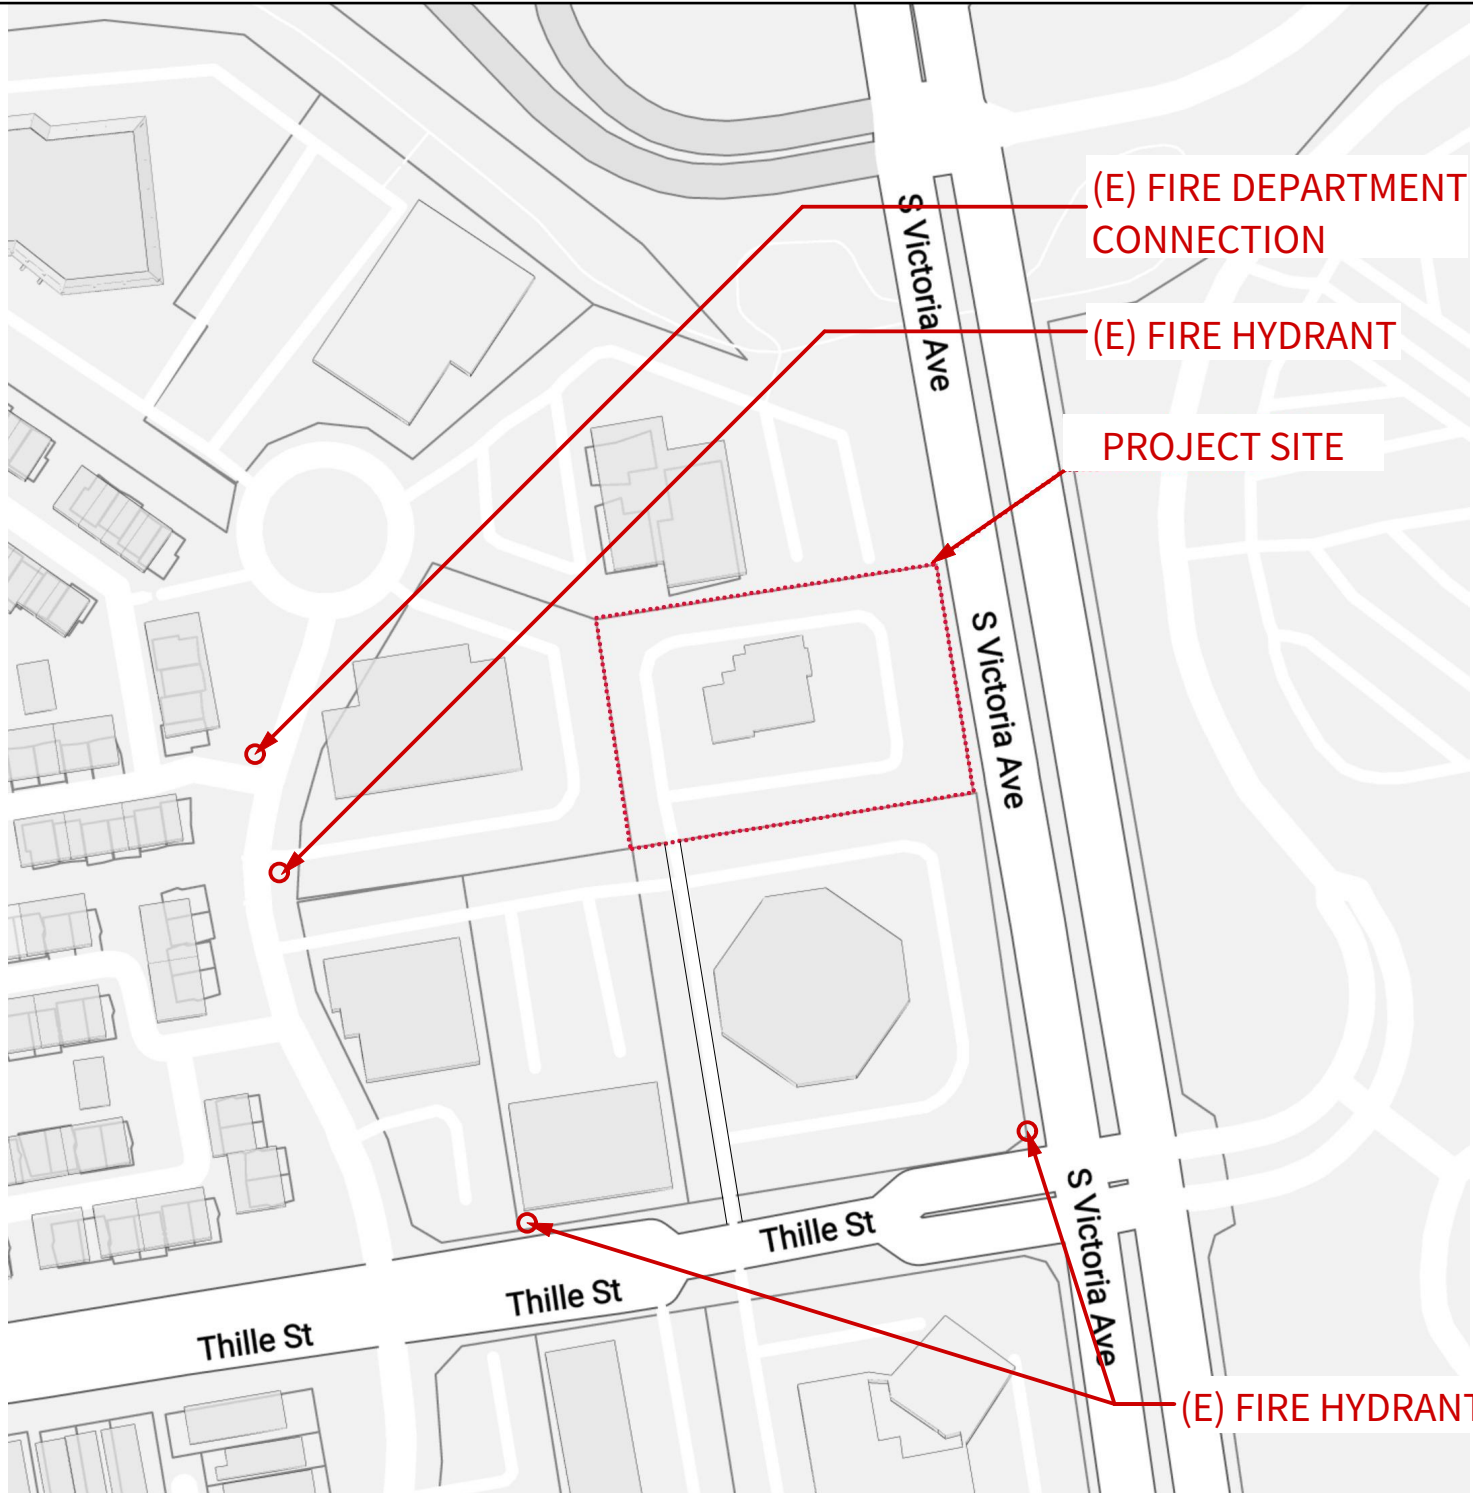 (E) FIRE DEPARTMENT
CONNECTION
S Victoria Ave
(E) FIRE HYDRANT
PROJECT SITE
S Victoria Ave
S Victoria Ave
Thille St
Thille St
Thille St
(E) FIRE HYDRANT